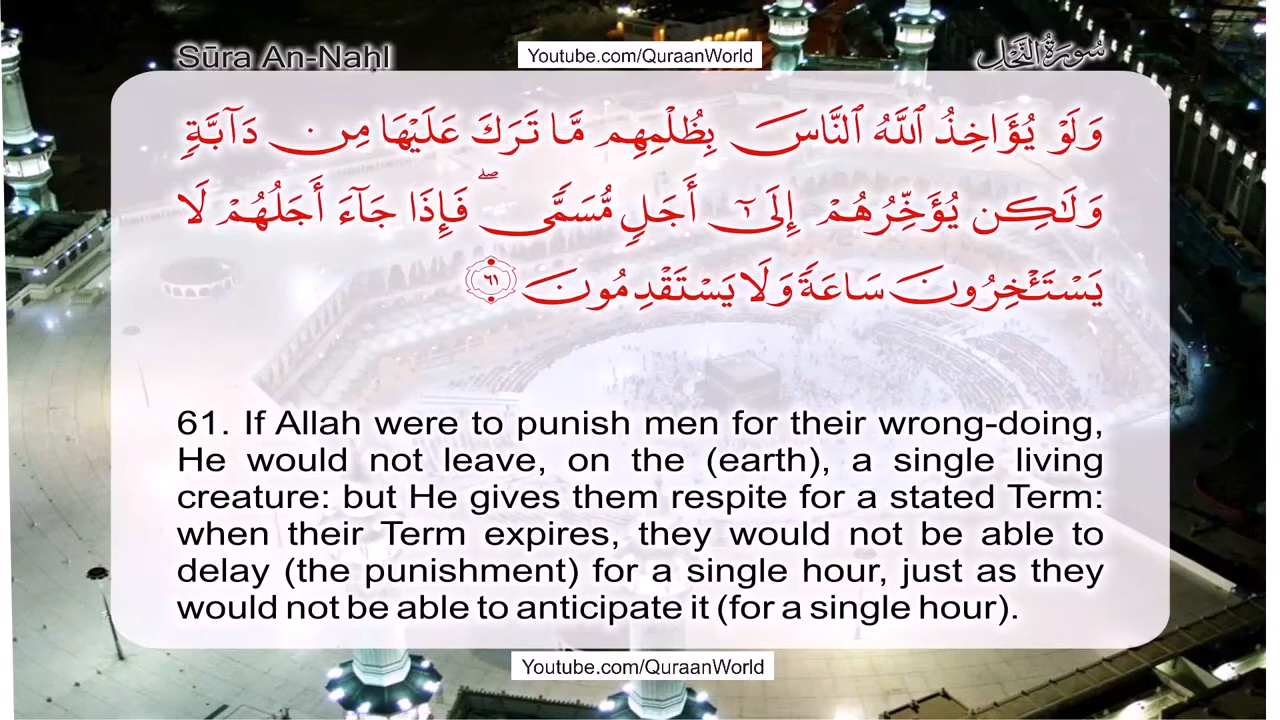 Sūra An-Naḥl
Youtube.com/QuraanWorld
سُورَةُ النَّحْلِ
وَلَوْ يُؤَاخِذُ ٱللَّهُ ٱلنَّاسَ بِظُلْمِهِم مَّا تَرَكَ عَلَيْهَا مِن دَآبَّةٍ
وَلَٰكِن يُؤَخِّرُهُمْ إِلَىٰٓ أَجَلٍ مُّسَمًّى ۖ فَإِذَا جَآءَ أَجَلُهُمْ لَا
يَسْتَـْٔخِرُونَ سَاعَةً وَلَا يَسْتَقْدِمُونَ ٦١
61. If Allah were to punish men for their wrong-doing,
He would not leave, on the (earth), a single living
creature: but He gives them respite for a stated Term:
when their Term expires, they would not be able to
delay (the punishment) for a single hour, just as they
would not be able to anticipate it (for a single hour).
Youtube.com/QuraanWorld